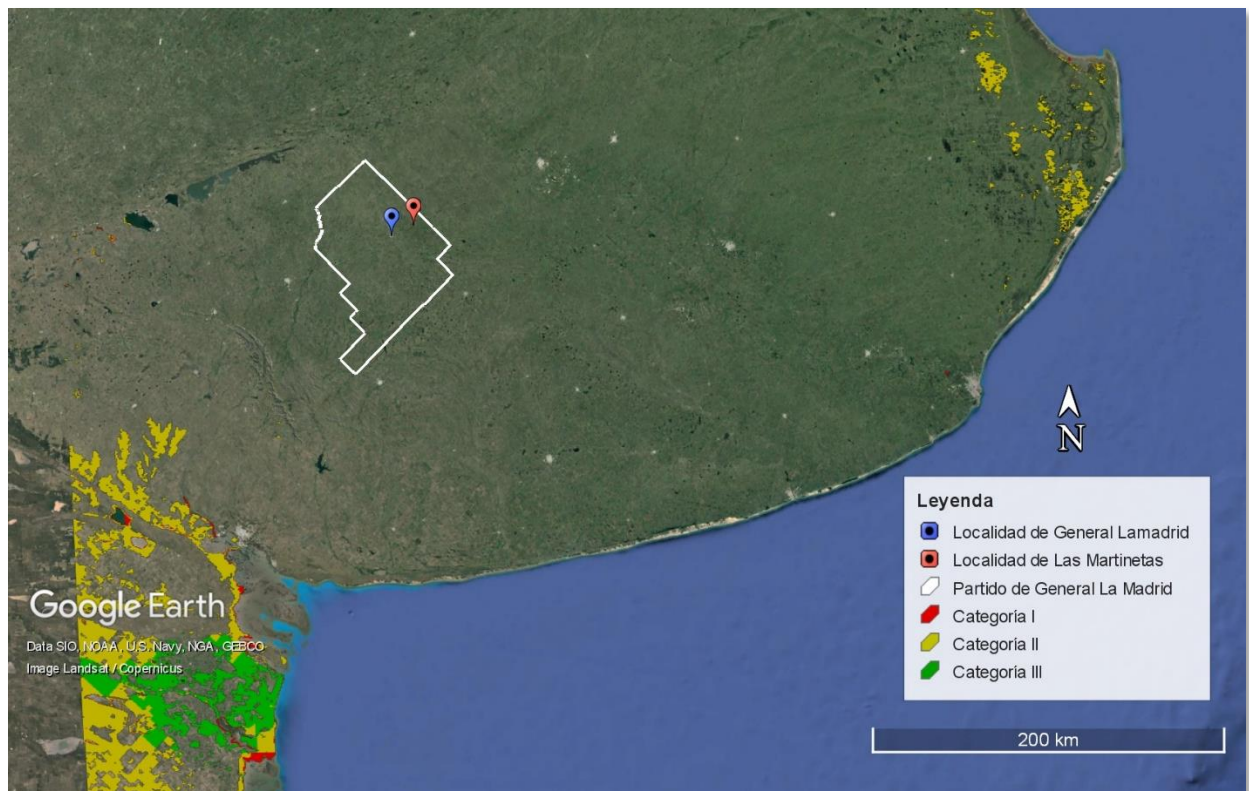 N
Leyenda
Localidad de General Lamadrid
Localidad de Las Martinetas
Partido de General La Madrid
Categoría I
Categoría II
Categoría III
Google Earth
Data SIO, NOAA, U.S. Navy, NGA, GEBCO
Image Landsat / Copernicus
200 km